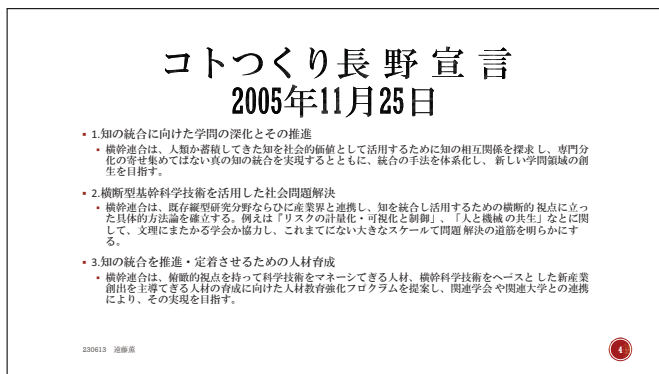 コトつくり長 野 宣 言
2005年11月25日
▪ 1.知の統合に向けた学問の深化とその推進
▪ 横幹連合は、人類か蓄積してきた知を社会的価値として活用するために知の相互関係を探求 し、専門分
化の寄せ集めてはない真の知の統合を実現するとともに、統合の手法を体系化し、 新しい学問領域の創
生を目指す。
▪ 2.横断型基幹科学技術を活用した社会問題解決
▪ 横幹連合は、既存縦型研究分野ならひに産業界と連携し、知を統合し活用するための横断的 視点に立っ
た具体的方法論を確立する。例えは『リスクの計量化・可視化と制御」、「人と機械 の共生」なとに関
して、文理にまたかる学会か協力し、これまてにない大きなスケールて問題 解決の道筋を明らかにす
る。
▪ 3.知の統合を推進・定着させるための人材育成
▪ 横幹連合は、俯瞰的視点を持って科学技術をマネーシてきる人材、横幹科学技術をヘースと した新産業
創出を主導てきる人材の育成に向けた人材教育強化フロクラムを提案し、関連学会 や関連大学との連携
により、その実現を目指す。
230613 遠藤薫
4